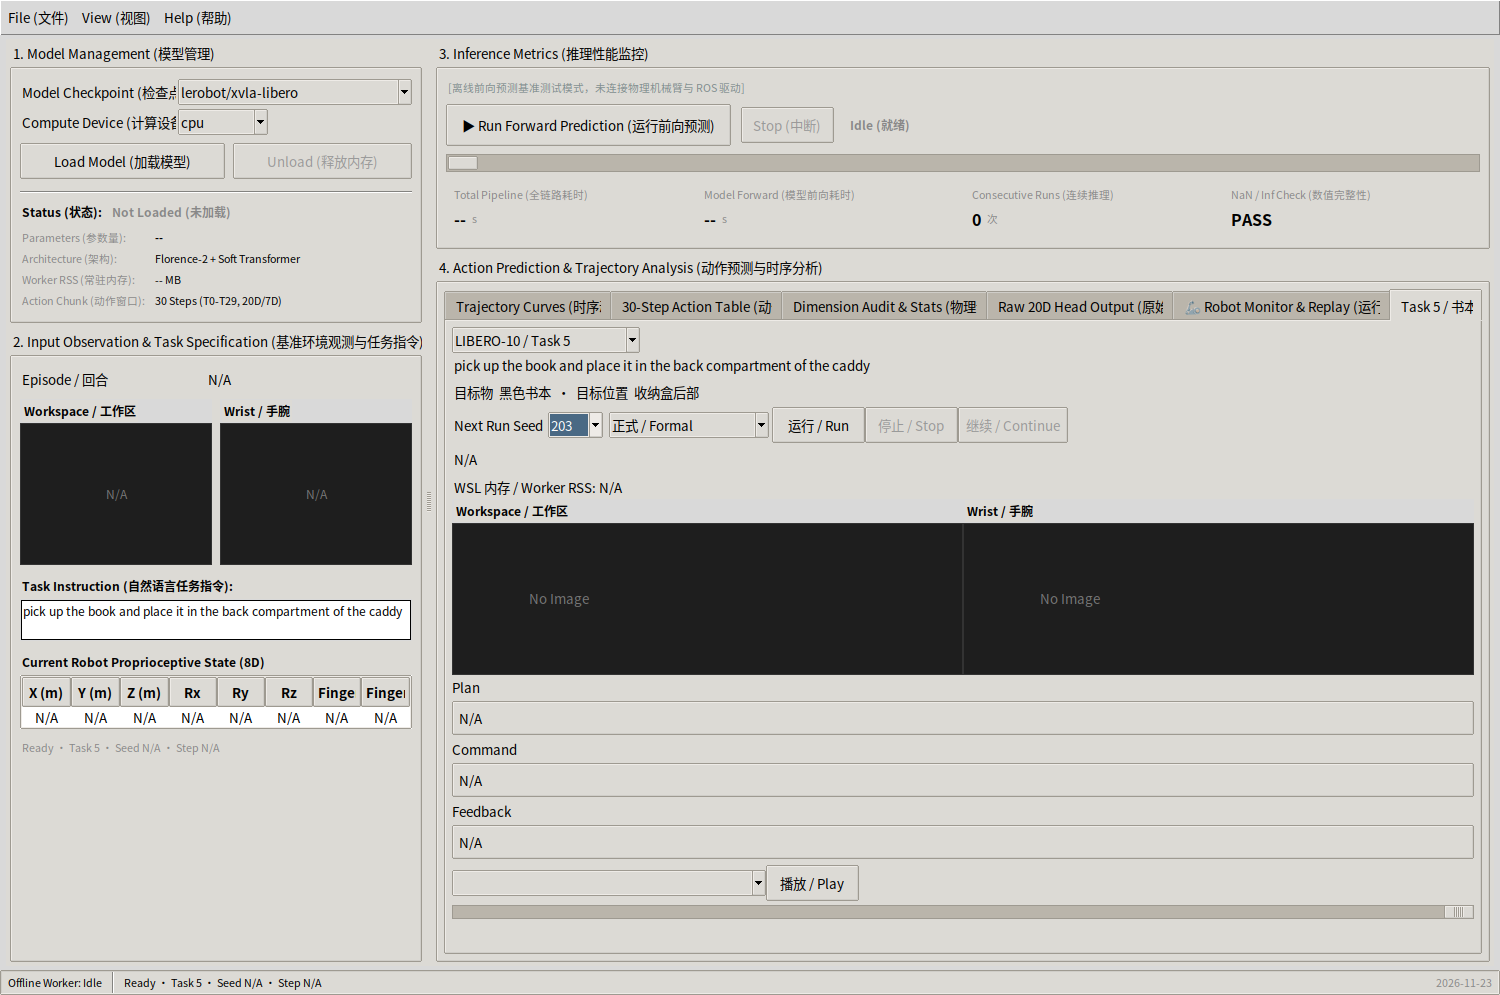 File (文件) View (视图) Help (帮助)
1. Model Management (模型管理)
Model Checkpoint (检查点 lerobot/xvla-libero
Compute Device (计算设备 cpu
Load Model (加载模型) Unload (释放内存)
Status (状态): Not Loaded (未加载)
Parameters (参数量): --
Architecture (架构): Florence-2 + Soft Transformer
Worker RSS (常驻内存): -- MB
Action Chunk (动作窗口): 30 Steps (T0-T29, 20D/7D)
2. Input Observation & Task Specification (基准环境观测与任务指令)
Episode / 回合 N/A
Workspace / 工作区 Wrist / 手腕
N/A N/A
Task Instruction (自然语言任务指令):
pick up the book and place it in the back compartment of the caddy
Current Robot Proprioceptive State (8D)
X (m) Y (m) Z (m) Rx Ry Rz Finge Finge
N/A N/A N/A N/A N/A N/A N/A N/A
Ready · Task 5 · Seed N/A · Step N/A
3. Inference Metrics (推理性能监控)
[离线前向预测基准测试模式，未连接物理机械臂与 ROS 驱动]
▶ Run Forward Prediction (运行前向预测) Stop (中断) Idle (就绪)
Total Pipeline (全链路耗时) Model Forward (模型前向耗时) Consecutive Runs (连续推理) NaN / Inf Check (数值完整性)
-- s -- s 0 次 PASS
4. Action Prediction & Trajectory Analysis (动作预测与时序分析)
Trajectory Curves (时序 30-Step Action Table (动 Dimension Audit & Stats (物理 Raw 20D Head Output (原始 🦾 Robot Monitor & Replay (运行 Task 5 / 书本
LIBERO-10 / Task 5
pick up the book and place it in the back compartment of the caddy
目标物 黑色书本 · 目标位置 收纳盒后部
Next Run Seed 203 正式 / Formal 运行 / Run 停止 / Stop 继续 / Continue
N/A
WSL 内存 / Worker RSS: N/A
Workspace / 工作区 Wrist / 手腕
No Image No Image
Plan
N/A
Command
N/A
Feedback
N/A
播放 / Play
Offline Worker: Idle Ready · Task 5 · Seed N/A · Step N/A 2026-11-23